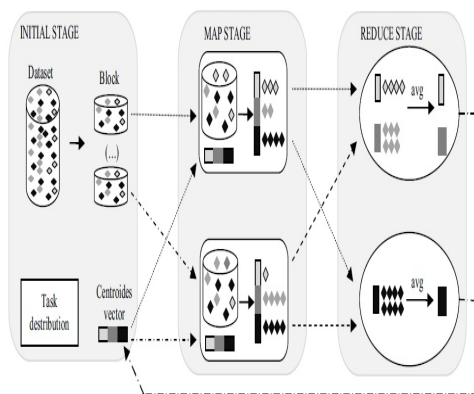 INITIAL STAGE
Dataset
Block
(...)
Task
destribution
Centroides
vector
MAP STAGE
REDUCE STAGE
avg
avg